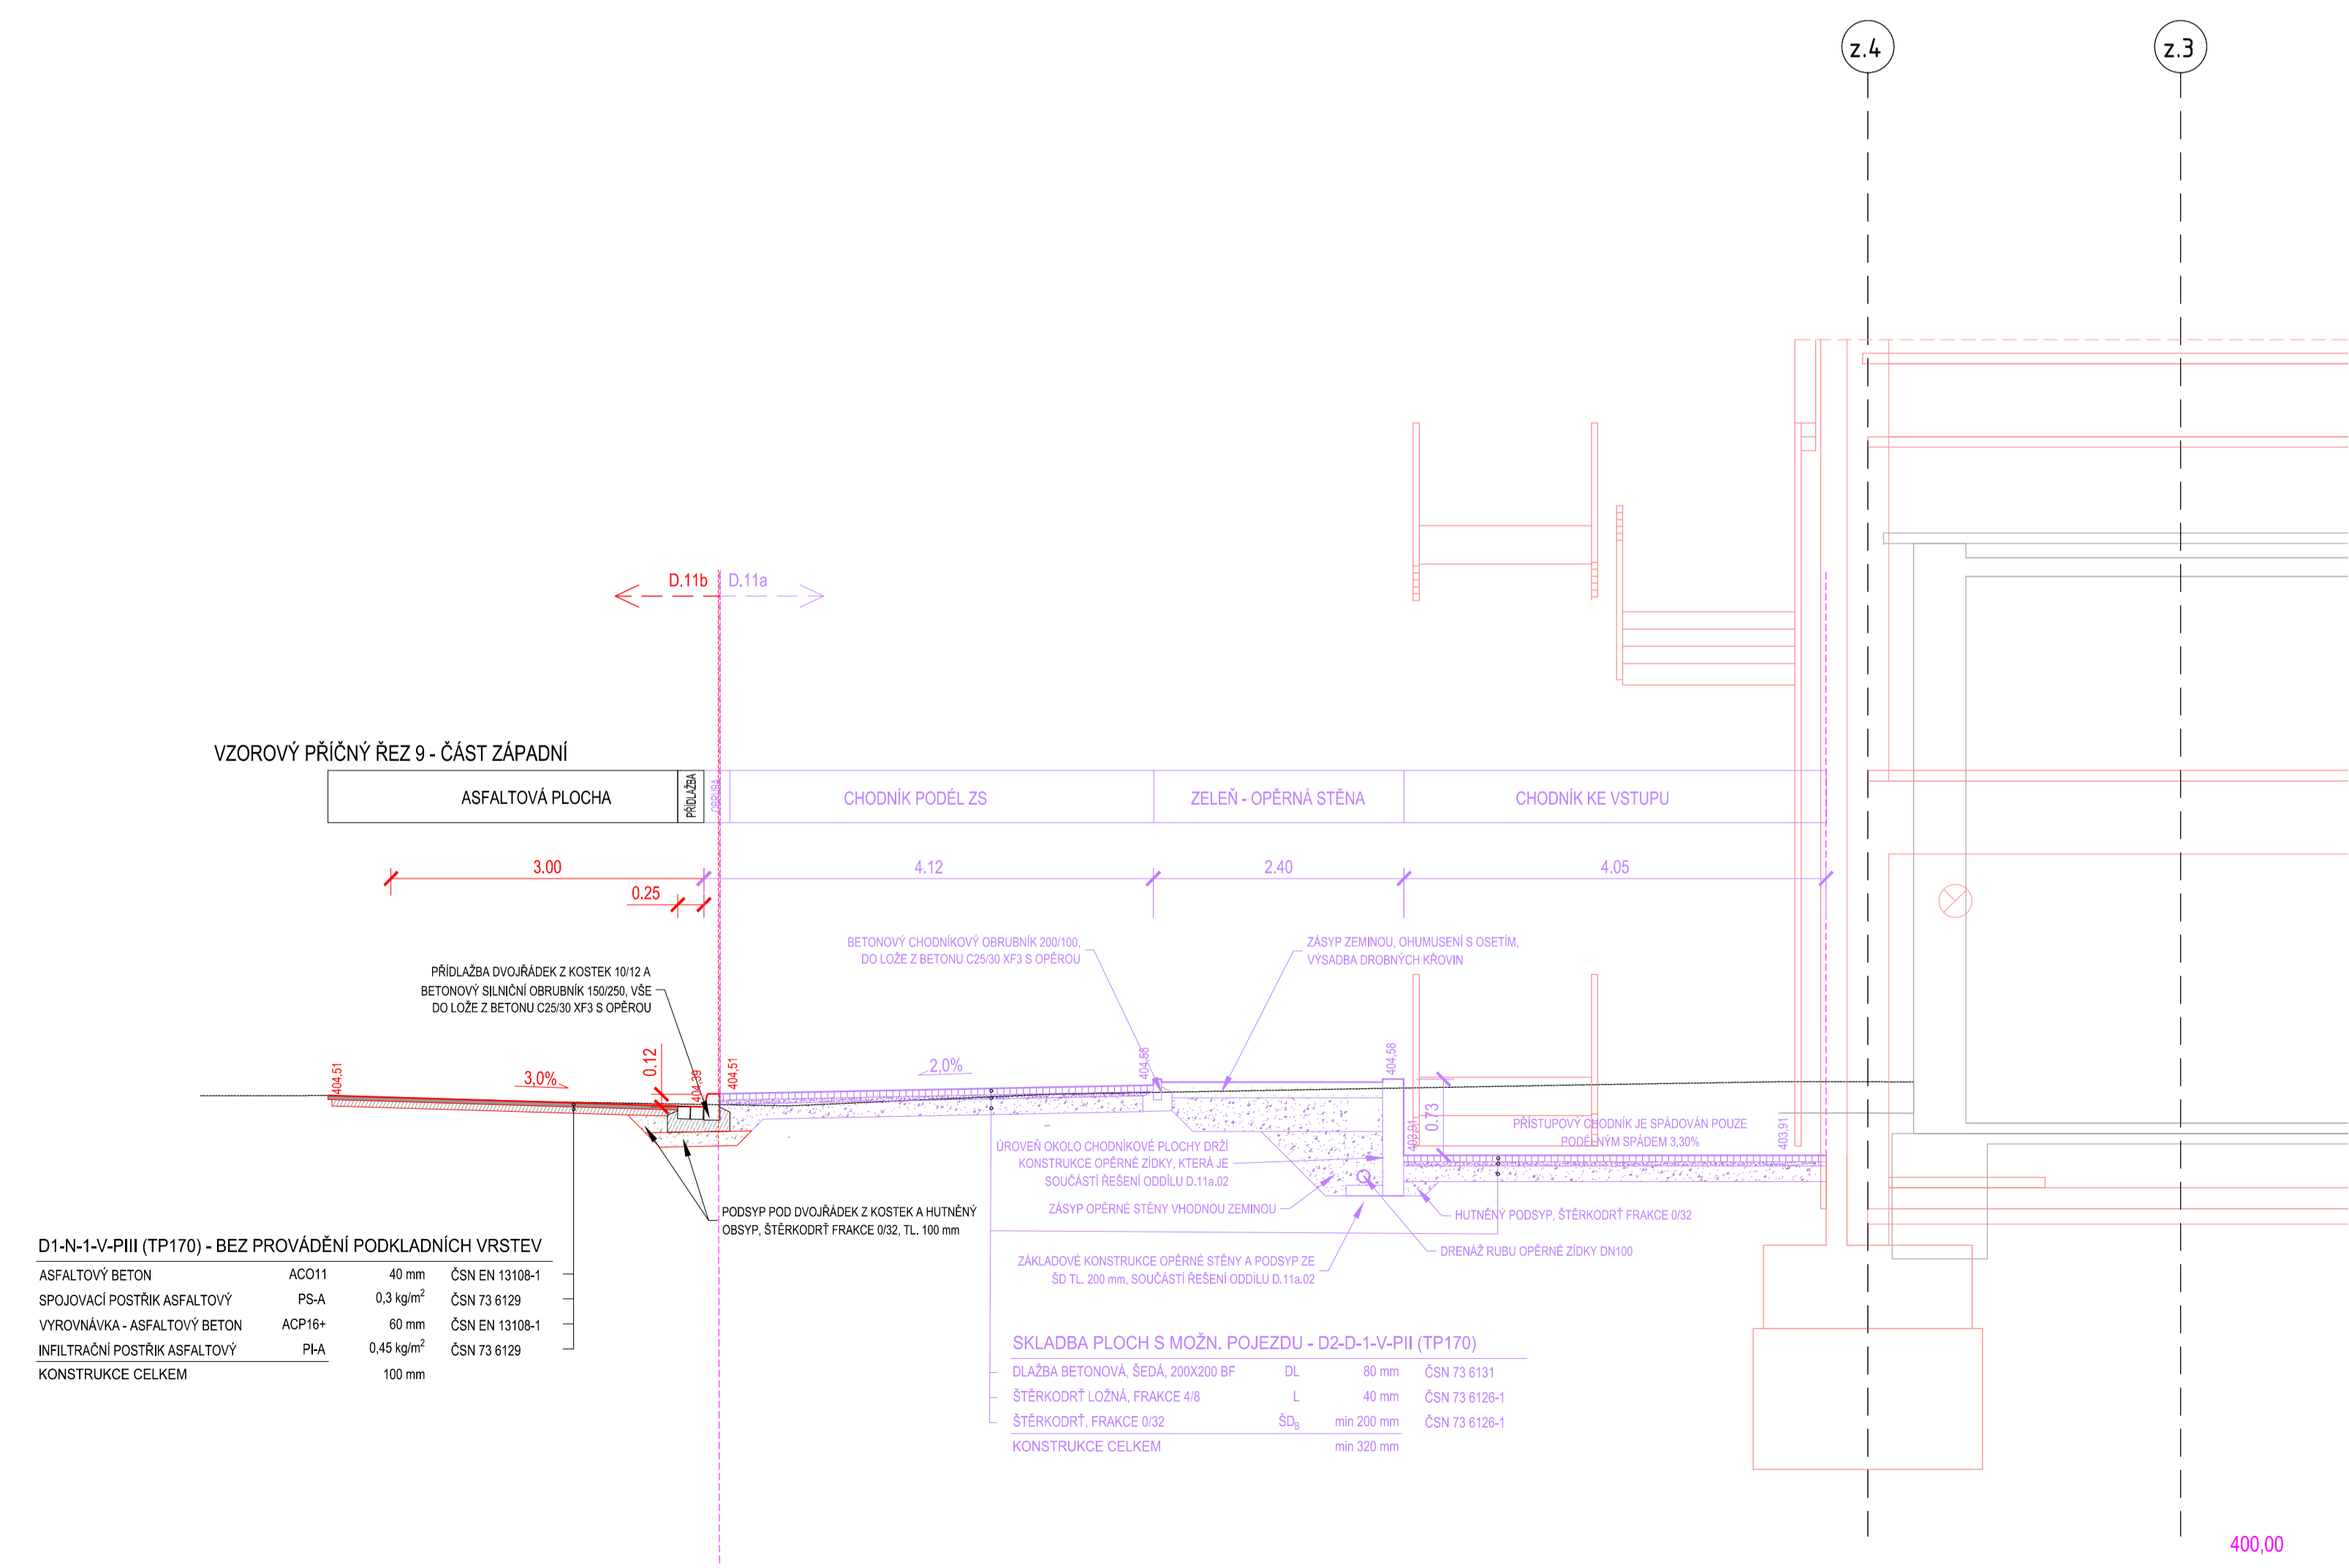 z.4
z.3
D.11b
D.11a
VZOROVÝ PŘÍČNÝ ŘEZ 9 - ČÁST ZÁPADNÍ
ASFALTOVÁ PLOCHA
PŘÍDLAŽBA
OBRUBA
CHODNÍK PODÉL ZS
ZELEŇ - OPĚRNÁ STĚNA
CHODNÍK KE VSTUPU
3.00
4.12
2.40
4.05
0.25
BETONOVÝ CHODNÍKOVÝ OBRUBNÍK 200/100,
DO LOŽE Z BETONU C25/30 XF3 S OPĚROU
ZÁSYP ZEMINOU, OHUMUSENÍ S OSETÍM,
VÝSADBA DROBNÝCH KŘOVIN
PŘÍDLAŽBA DVOJŘÁDEK Z KOSTEK 10/12 A
BETONOVÝ SILNIČNÍ OBRUBNÍK 150/250, VŠE
DO LOŽE Z BETONU C25/30 XF3 S OPĚROU
404,51
3,0%
0.12
404,39
404,51
2,0%
404,58
0.73
403,91
PŘÍSTUPOVÝ CHODNÍK JE SPÁDOVÁN POUZE
PODÉLNÝM SPÁDEM 3,30%
403,91
ÚROVEŇ OKOLO CHODNÍKOVÉ PLOCHY DRŽÍ
KONSTRUKCE OPĚRNÉ ZÍDKY, KTERÁ JE
SOUČÁSTÍ ŘEŠENÍ ODDÍLU D.11a.02
ZÁSYP OPĚRNÉ STĚNY VHODNOU ZEMINOU
HUTNĚNÝ PODSYP, ŠTĚRKODRŤ FRAKCE 0/32
DRENÁŽ RUBU OPĚRNÉ ZÍDKY DN100
ZÁKLADOVÉ KONSTRUKCE OPĚRNÉ STĚNY A PODSYP ZE
ŠD TL. 200 mm, SOUČÁSTÍ ŘEŠENÍ ODDÍLU D.11a.02
PODSYP POD DVOJŘÁDEK Z KOSTEK A HUTNĚNÝ
OBSYP, ŠTĚRKODRŤ FRAKCE 0/32, TL. 100 mm
D1-N-1-V-PIII (TP170) - BEZ PROVÁDĚNÍ PODKLADNÍCH VRSTEV
ASFALTOVÝ BETON ACO11 40 mm ČSN EN 13108-1
SPOJOVACÍ POSTŘIK ASFALTOVÝ PS-A 0,3 kg/m² ČSN 73 6129
VYROVNÁVKA - ASFALTOVÝ BETON ACP16+ 60 mm ČSN EN 13108-1
INFILTRAČNÍ POSTŘIK ASFALTOVÝ PI-A 0,45 kg/m² ČSN 73 6129
KONSTRUKCE CELKEM 100 mm
SKLADBA PLOCH S MOŽN. POJEZDU - D2-D-1-V-PII (TP170)
DLAŽBA BETONOVÁ, ŠEDÁ, 200X200 BF DL 80 mm ČSN 73 6131
ŠTĚRKODRŤ LOŽNÁ, FRAKCE 4/8 L 40 mm ČSN 73 6126-1
ŠTĚRKODRŤ, FRAKCE 0/32 ŠD_B min 200 mm ČSN 73 6126-1
KONSTRUKCE CELKEM min 320 mm
400,00